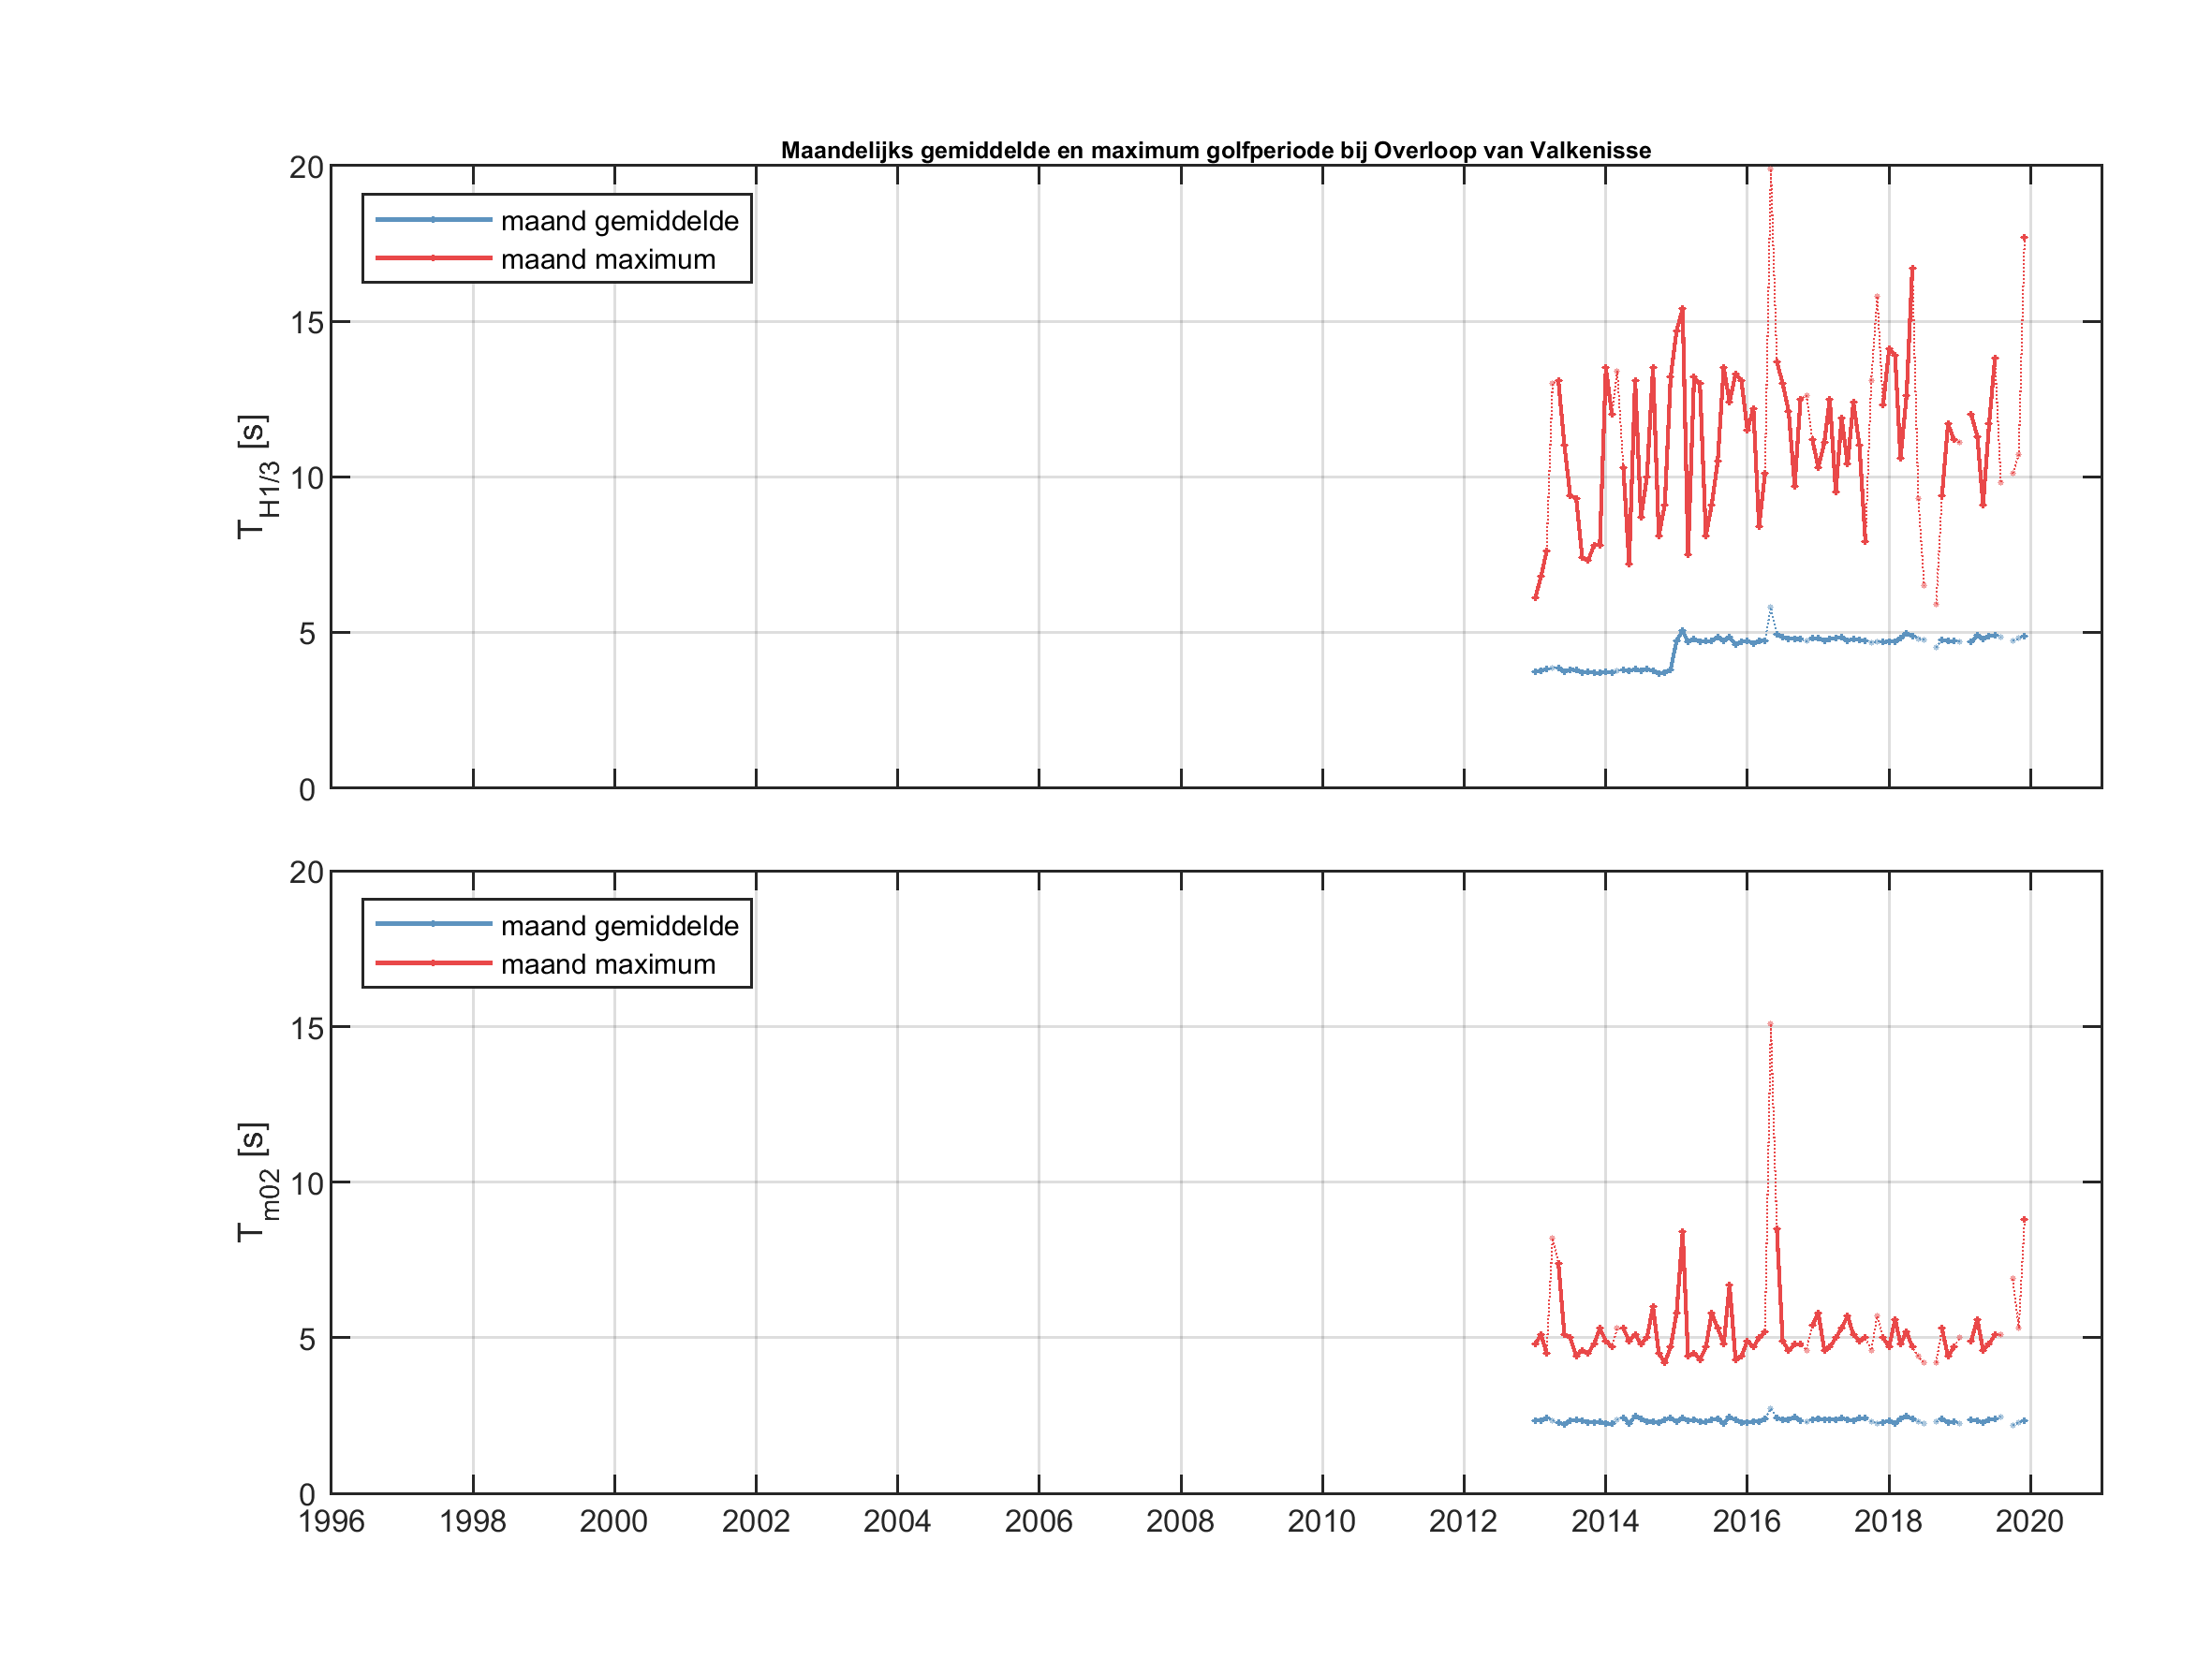 Maandelijks gemiddelde en maximum golfperiode bij Overloop van Valkenisse
20
15
10
5
0
T_H1/3 [s]
maand gemiddelde
maand maximum
20
15
10
5
0
T_m02 [s]
maand gemiddelde
maand maximum
1996 1998 2000 2002 2004 2006 2008 2010 2012 2014 2016 2018 2020